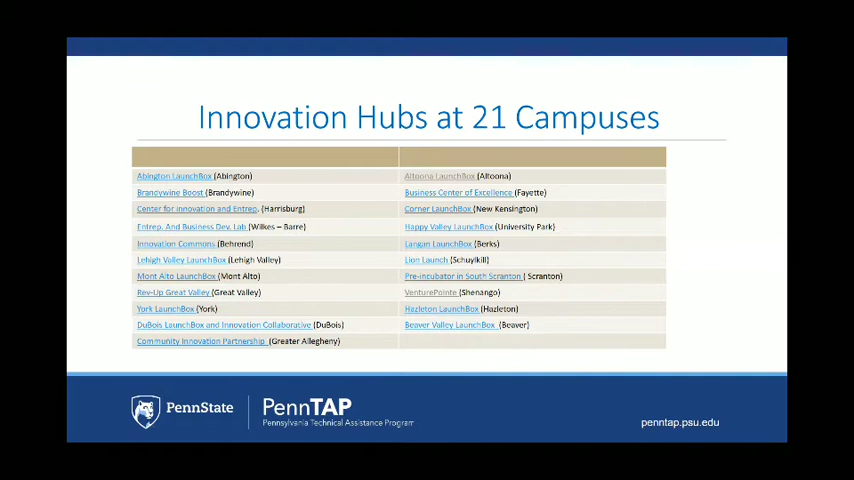 Innovation Hubs at 21 Campuses
Abington LaunchBox (Abington)
Altoona LaunchBox (Altoona)
Brandywine Boost (Brandywine)
Business Center of Excellence (Fayette)
Center for Innovation and Entrep. (Harrisburg)
Corner LaunchBox (New Kensington)
Entrep. And Business Dev. Lab (Wilkes – Barre)
Happy Valley LaunchBox (University Park)
Innovation Commons (Behrend)
Langan LaunchBox (Berks)
Lehigh Valley LaunchBox (Lehigh Valley)
Lion Launch (Schuylkill)
Mont Alto LaunchBox (Mont Alto)
Pre-incubator in South Scranton ( Scranton)
Rev-Up Great Valley (Great Valley)
VenturePointe (Shenango)
York LaunchBox (York)
Hazleton LaunchBox (Hazleton)
DuBois LaunchBox and Innovation Collaborative (DuBois)
Beaver Valley LaunchBox (Beaver)
Community Innovation Partnership (Greater Allegheny)
PennState
PennTAP
Pennsylvania Technical Assistance Program
penntap.psu.edu